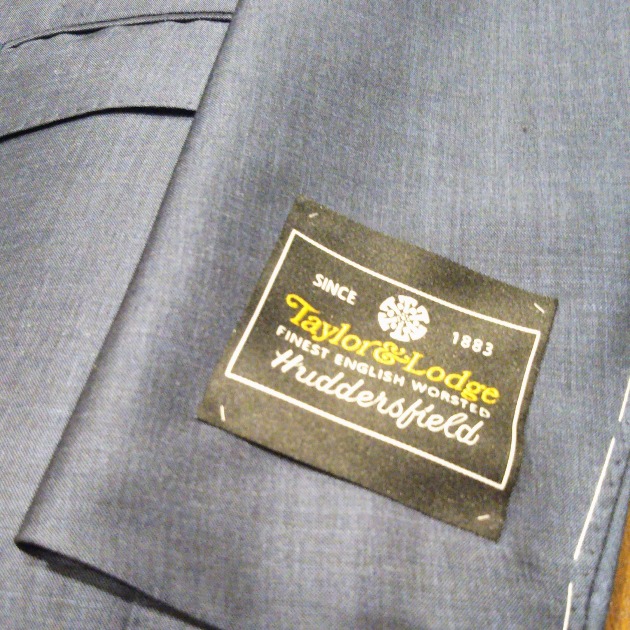 SINCE 1883
Taylor & Lodge
FINEST ENGLISH WORSTED
Huddersfield